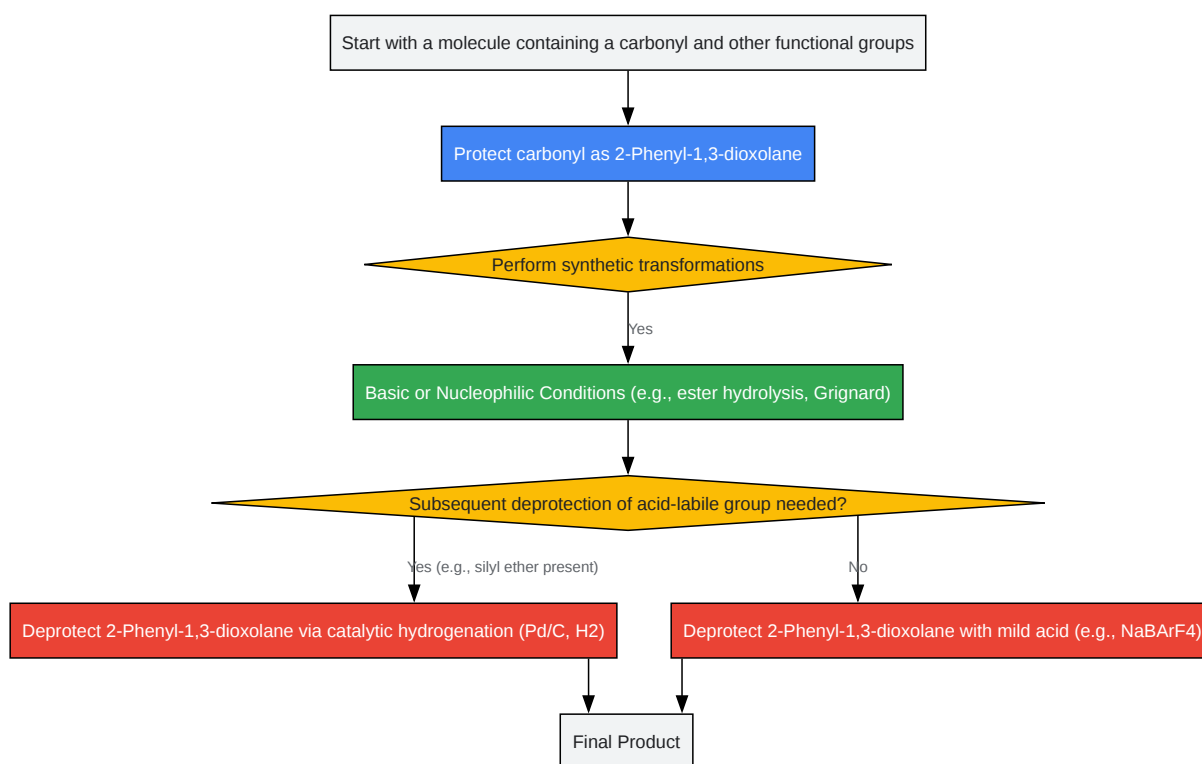 Start with a molecule containing a carbonyl and other functional groups
Protect carbonyl as 2-Phenyl-1,3-dioxolane
Perform synthetic transformations
Yes
Basic or Nucleophilic Conditions (e.g., ester hydrolysis, Grignard)
Subsequent deprotection of acid-labile group needed?
Yes (e.g., silyl ether present)
No
Deprotect 2-Phenyl-1,3-dioxolane via catalytic hydrogenation (Pd/C, H2)
Deprotect 2-Phenyl-1,3-dioxolane with mild acid (e.g., NaBArF4)
Final Product